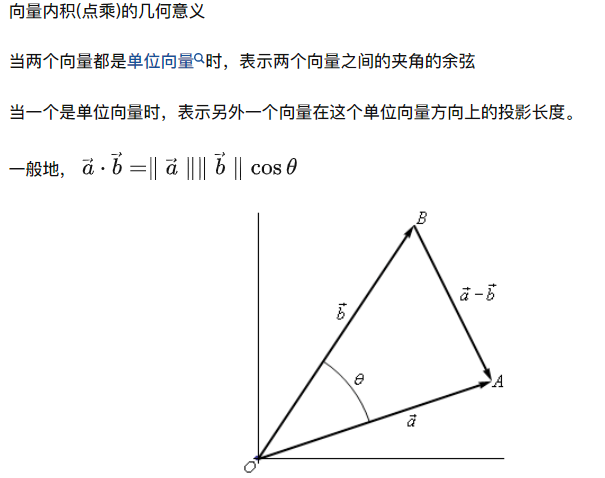 向量内积(点乘)的几何意义
当两个向量都是单位向量时，表示两个向量之间的夹角的余弦
当一个是单位向量时，表示另外一个向量在这个单位向量方向上的投影长度。
一般地， $\vec{a} \cdot \vec{b} = \| \vec{a} \| \| \vec{b} \| \cos \theta$
B
$\vec{a} - \vec{b}$
$\vec{b}$
θ
A
$\vec{a}$
O